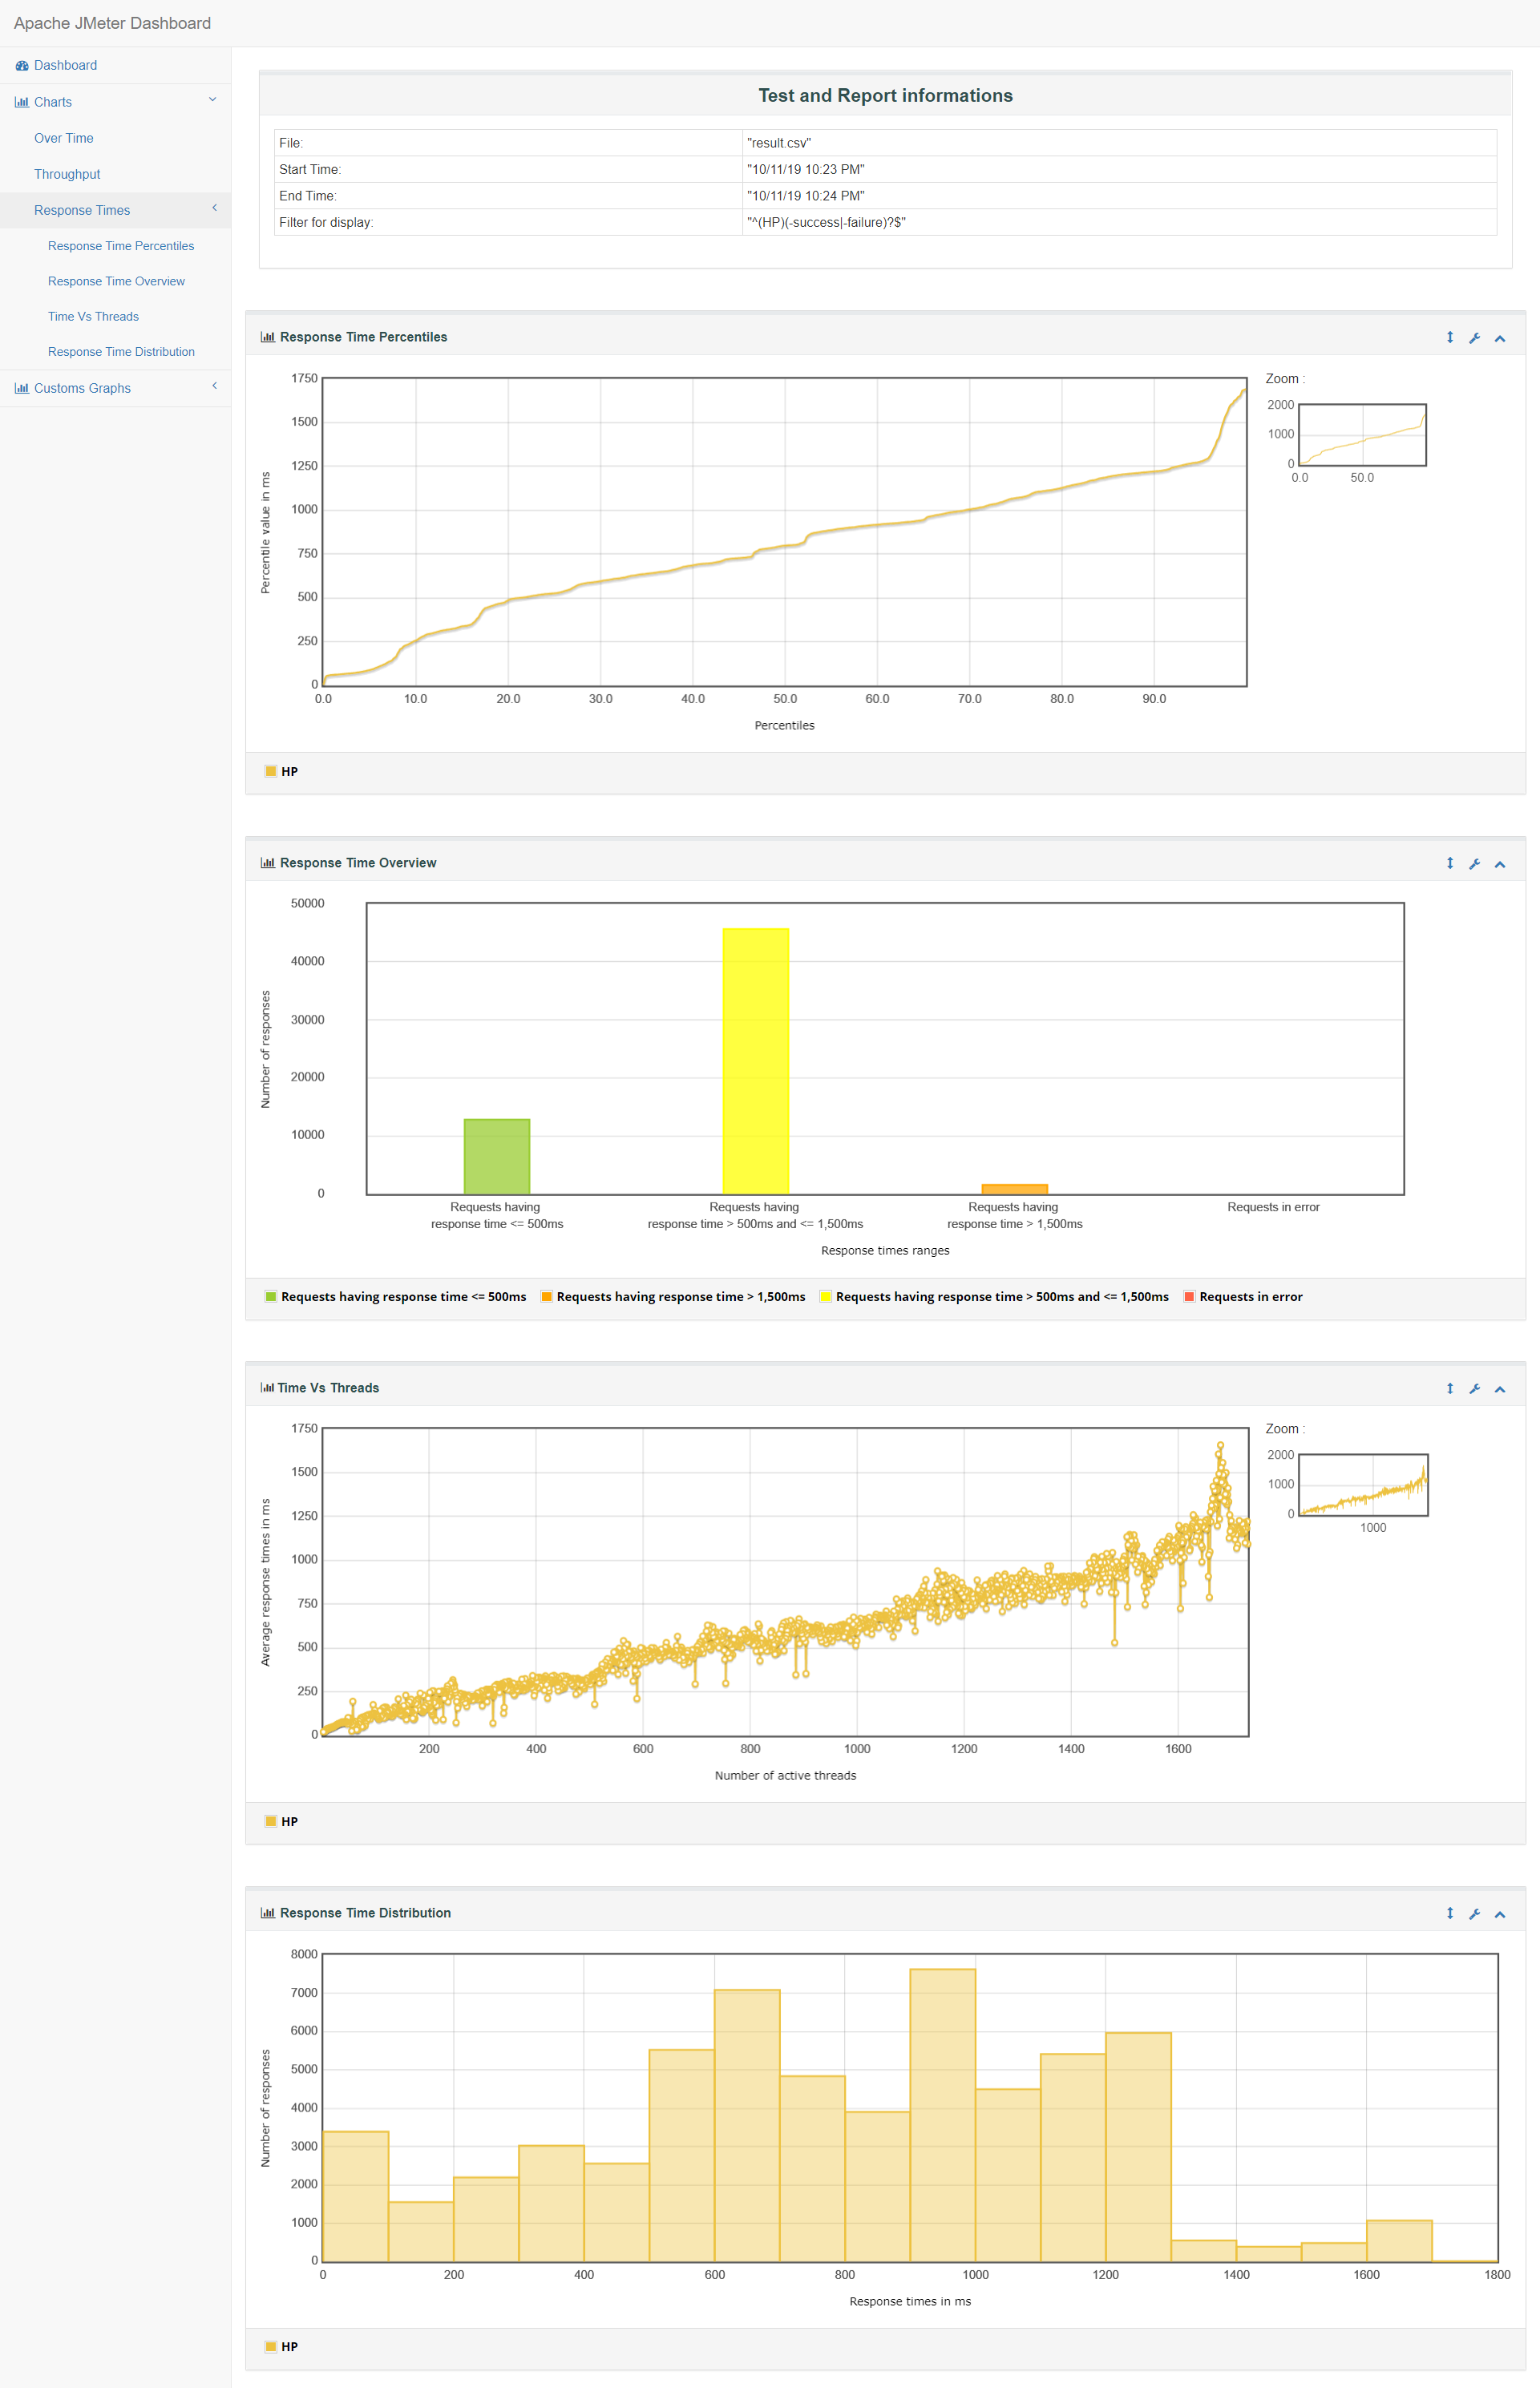 Apache JMeter Dashboard
Dashboard
Charts
Over Time
Throughput
Response Times
Response Time Percentiles
Response Time Overview
Time Vs Threads
Response Time Distribution
Customs Graphs
Test and Report informations
File: "result.csv"
Start Time: "10/11/19 10:23 PM"
End Time: "10/11/19 10:24 PM"
Filter for display: "^(HP)(-success|-failure)?$"
Response Time Percentiles
Percentile value in ms
1750
1500
1250
1000
750
500
250
0
0.0 10.0 20.0 30.0 40.0 50.0 60.0 70.0 80.0 90.0
Percentiles
Zoom :
2000
1000
0
0.0 50.0
HP
Response Time Overview
Number of responses
50000
40000
30000
20000
10000
0
Requests having
response time <= 500ms
Requests having
response time > 500ms and <= 1,500ms
Requests having
response time > 1,500ms
Requests in error
Response times ranges
Requests having response time <= 500ms Requests having response time > 1,500ms Requests having response time > 500ms and <= 1,500ms Requests in error
Time Vs Threads
Average response times in ms
1750
1500
1250
1000
750
500
250
0
200 400 600 800 1000 1200 1400 1600
Number of active threads
Zoom :
2000
1000
0
1000
HP
Response Time Distribution
Number of responses
8000
7000
6000
5000
4000
3000
2000
1000
0
0 200 400 600 800 1000 1200 1400 1600 1800
Response times in ms
HP